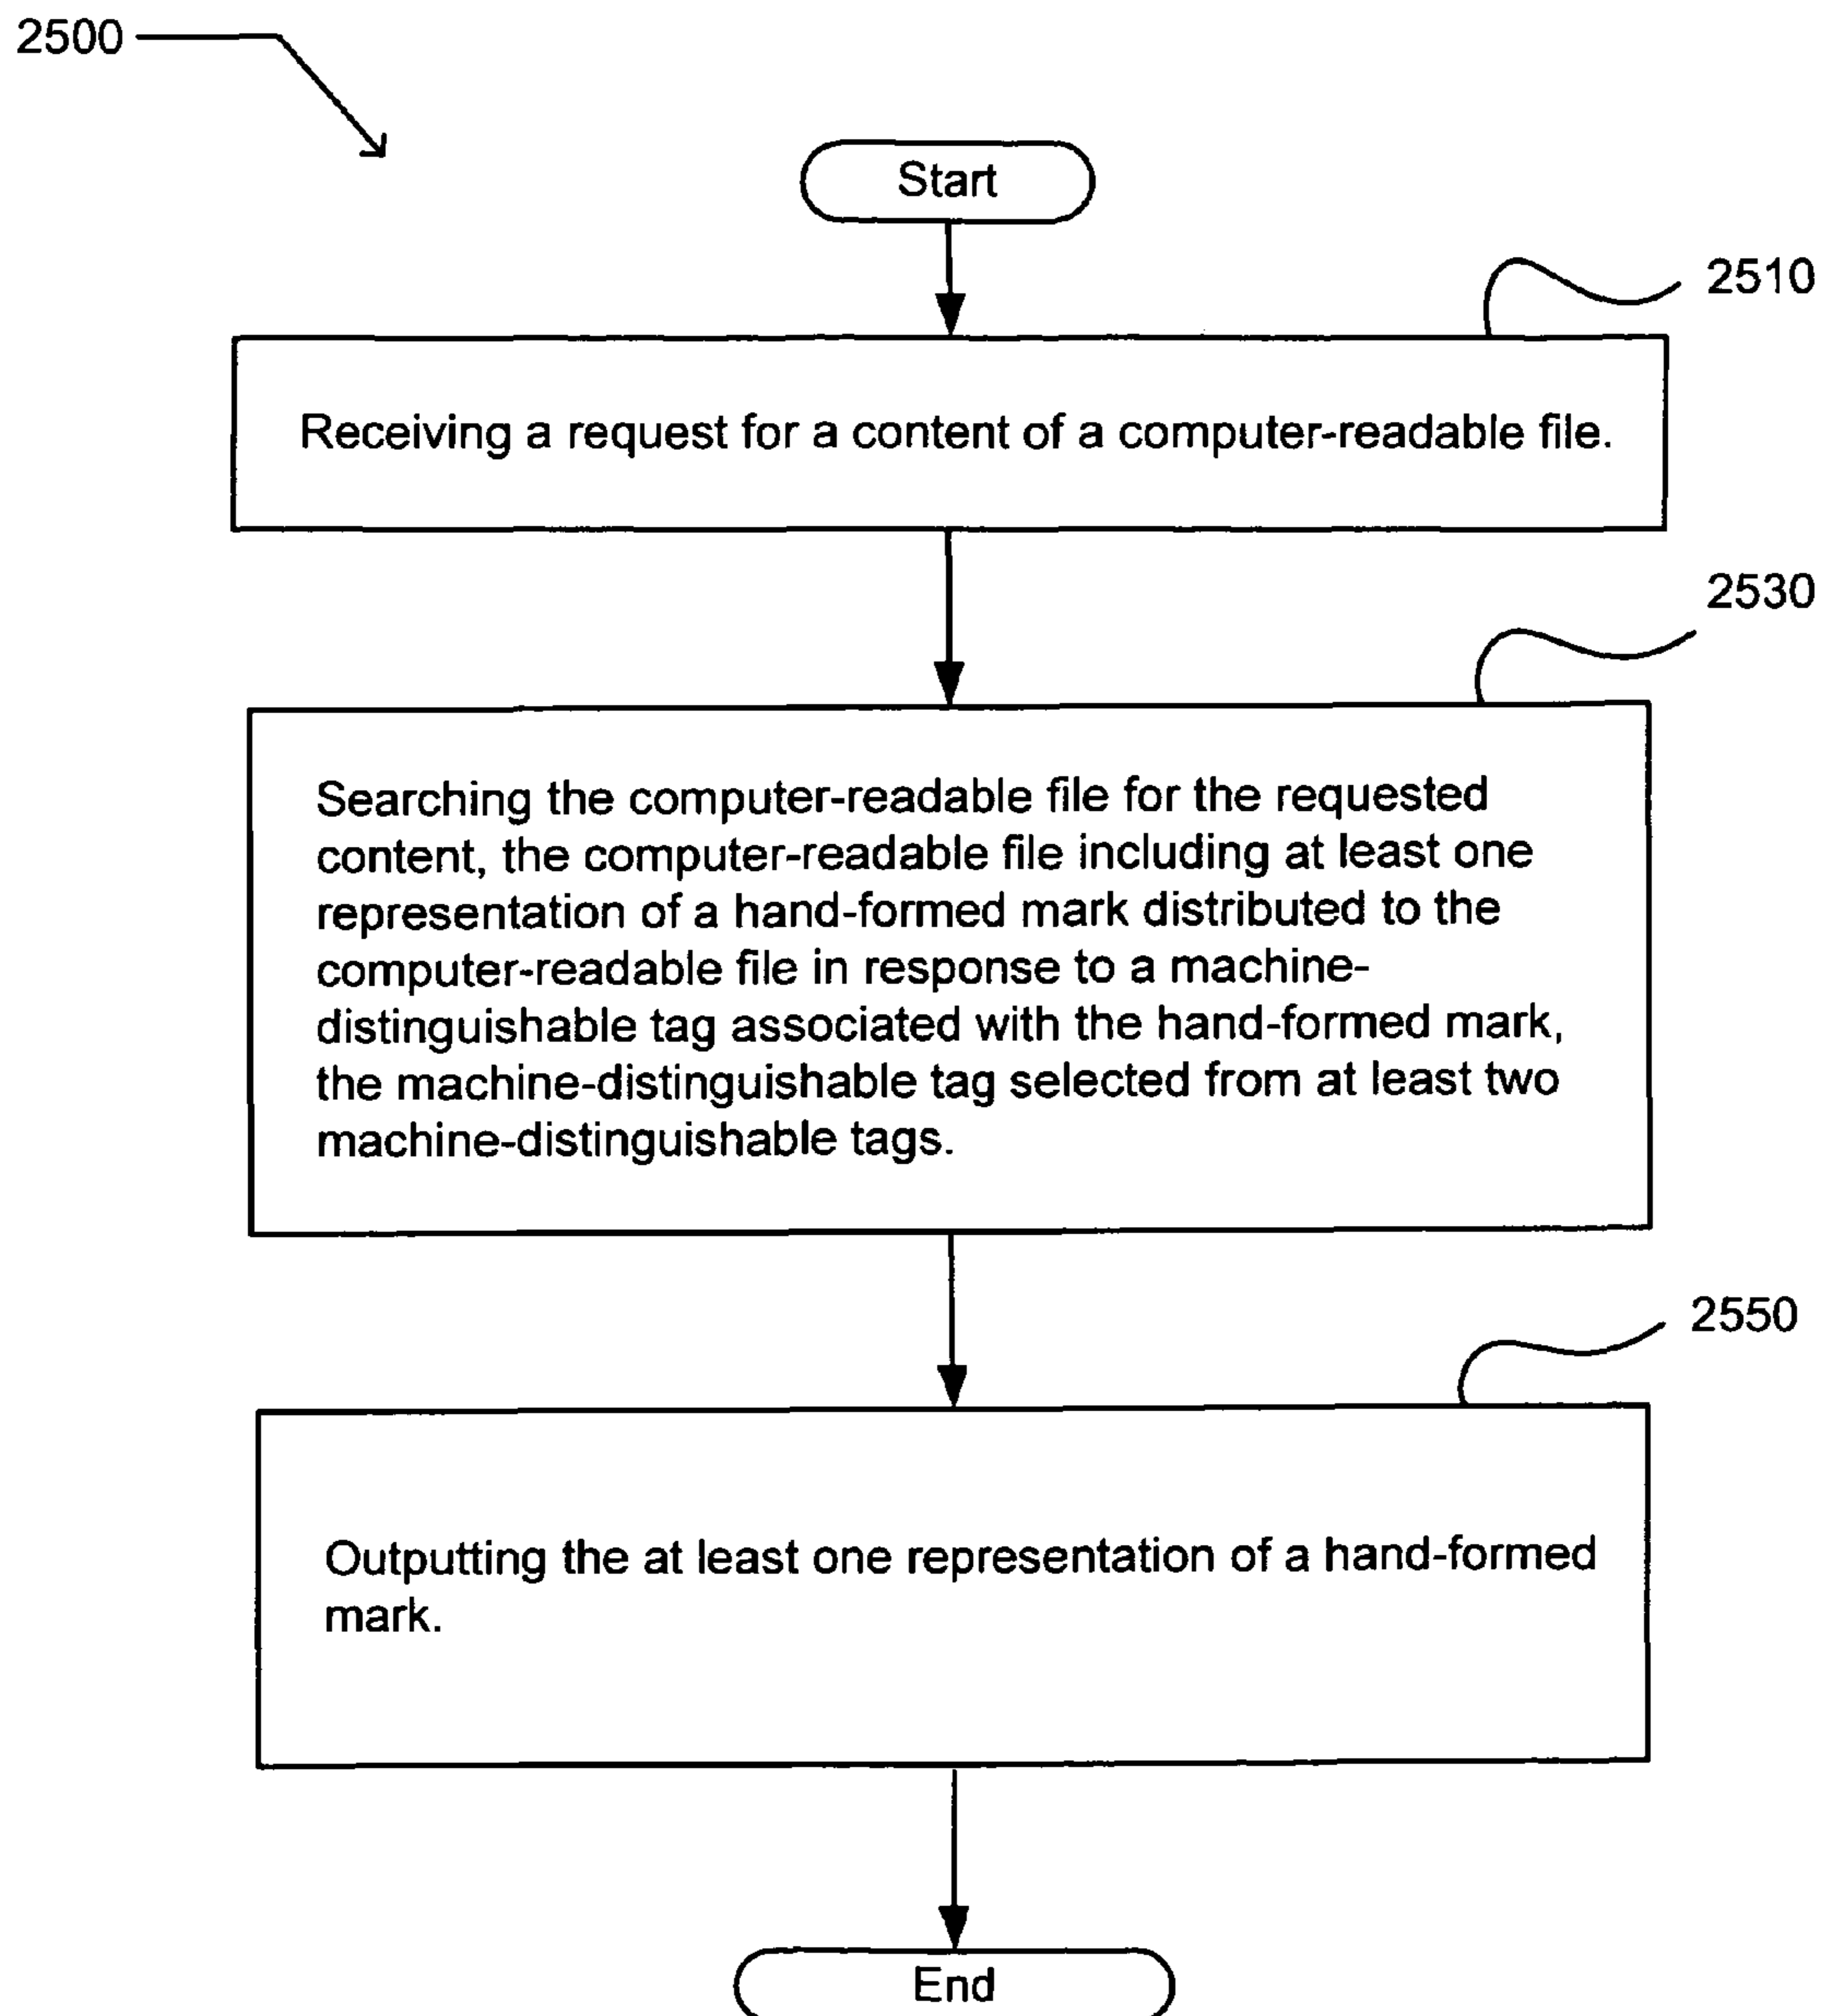 2500
Start
2510
Receiving a request for a content of a computer-readable file.
2530
Searching the computer-readable file for the requested
content, the computer-readable file including at least one
representation of a hand-formed mark distributed to the
computer-readable file in response to a machine-
distinguishable tag associated with the hand-formed mark,
the machine-distinguishable tag selected from at least two
machine-distinguishable tags.
2550
Outputting the at least one representation of a hand-formed
mark.
End